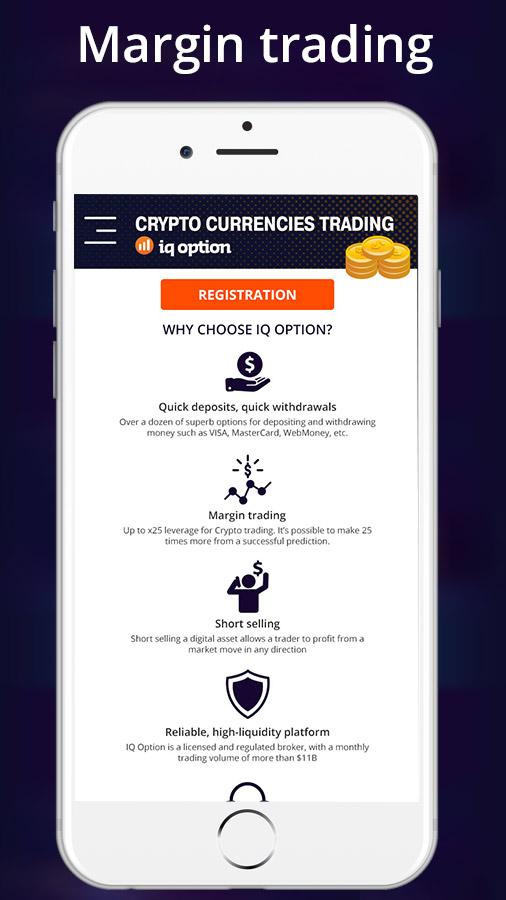 Margin trading
CRYPTO CURRENCIES TRADING
iq option
REGISTRATION
WHY CHOOSE IQ OPTION?
$
Quick deposits, quick withdrawals
Over a dozen of superb options for depositing and withdrawing
money such as VISA, MasterCard, WebMoney, etc.
$
Margin trading
Up to x25 leverage for Crypto trading. It's possible to make 25
times more from a successful prediction.
$
Short selling
Short selling a digital asset allows a trader to profit from a
market move in any direction
Reliable, high-liquidity platform
IQ Option is a licensed and regulated broker, with a monthly
trading volume of more than $11B